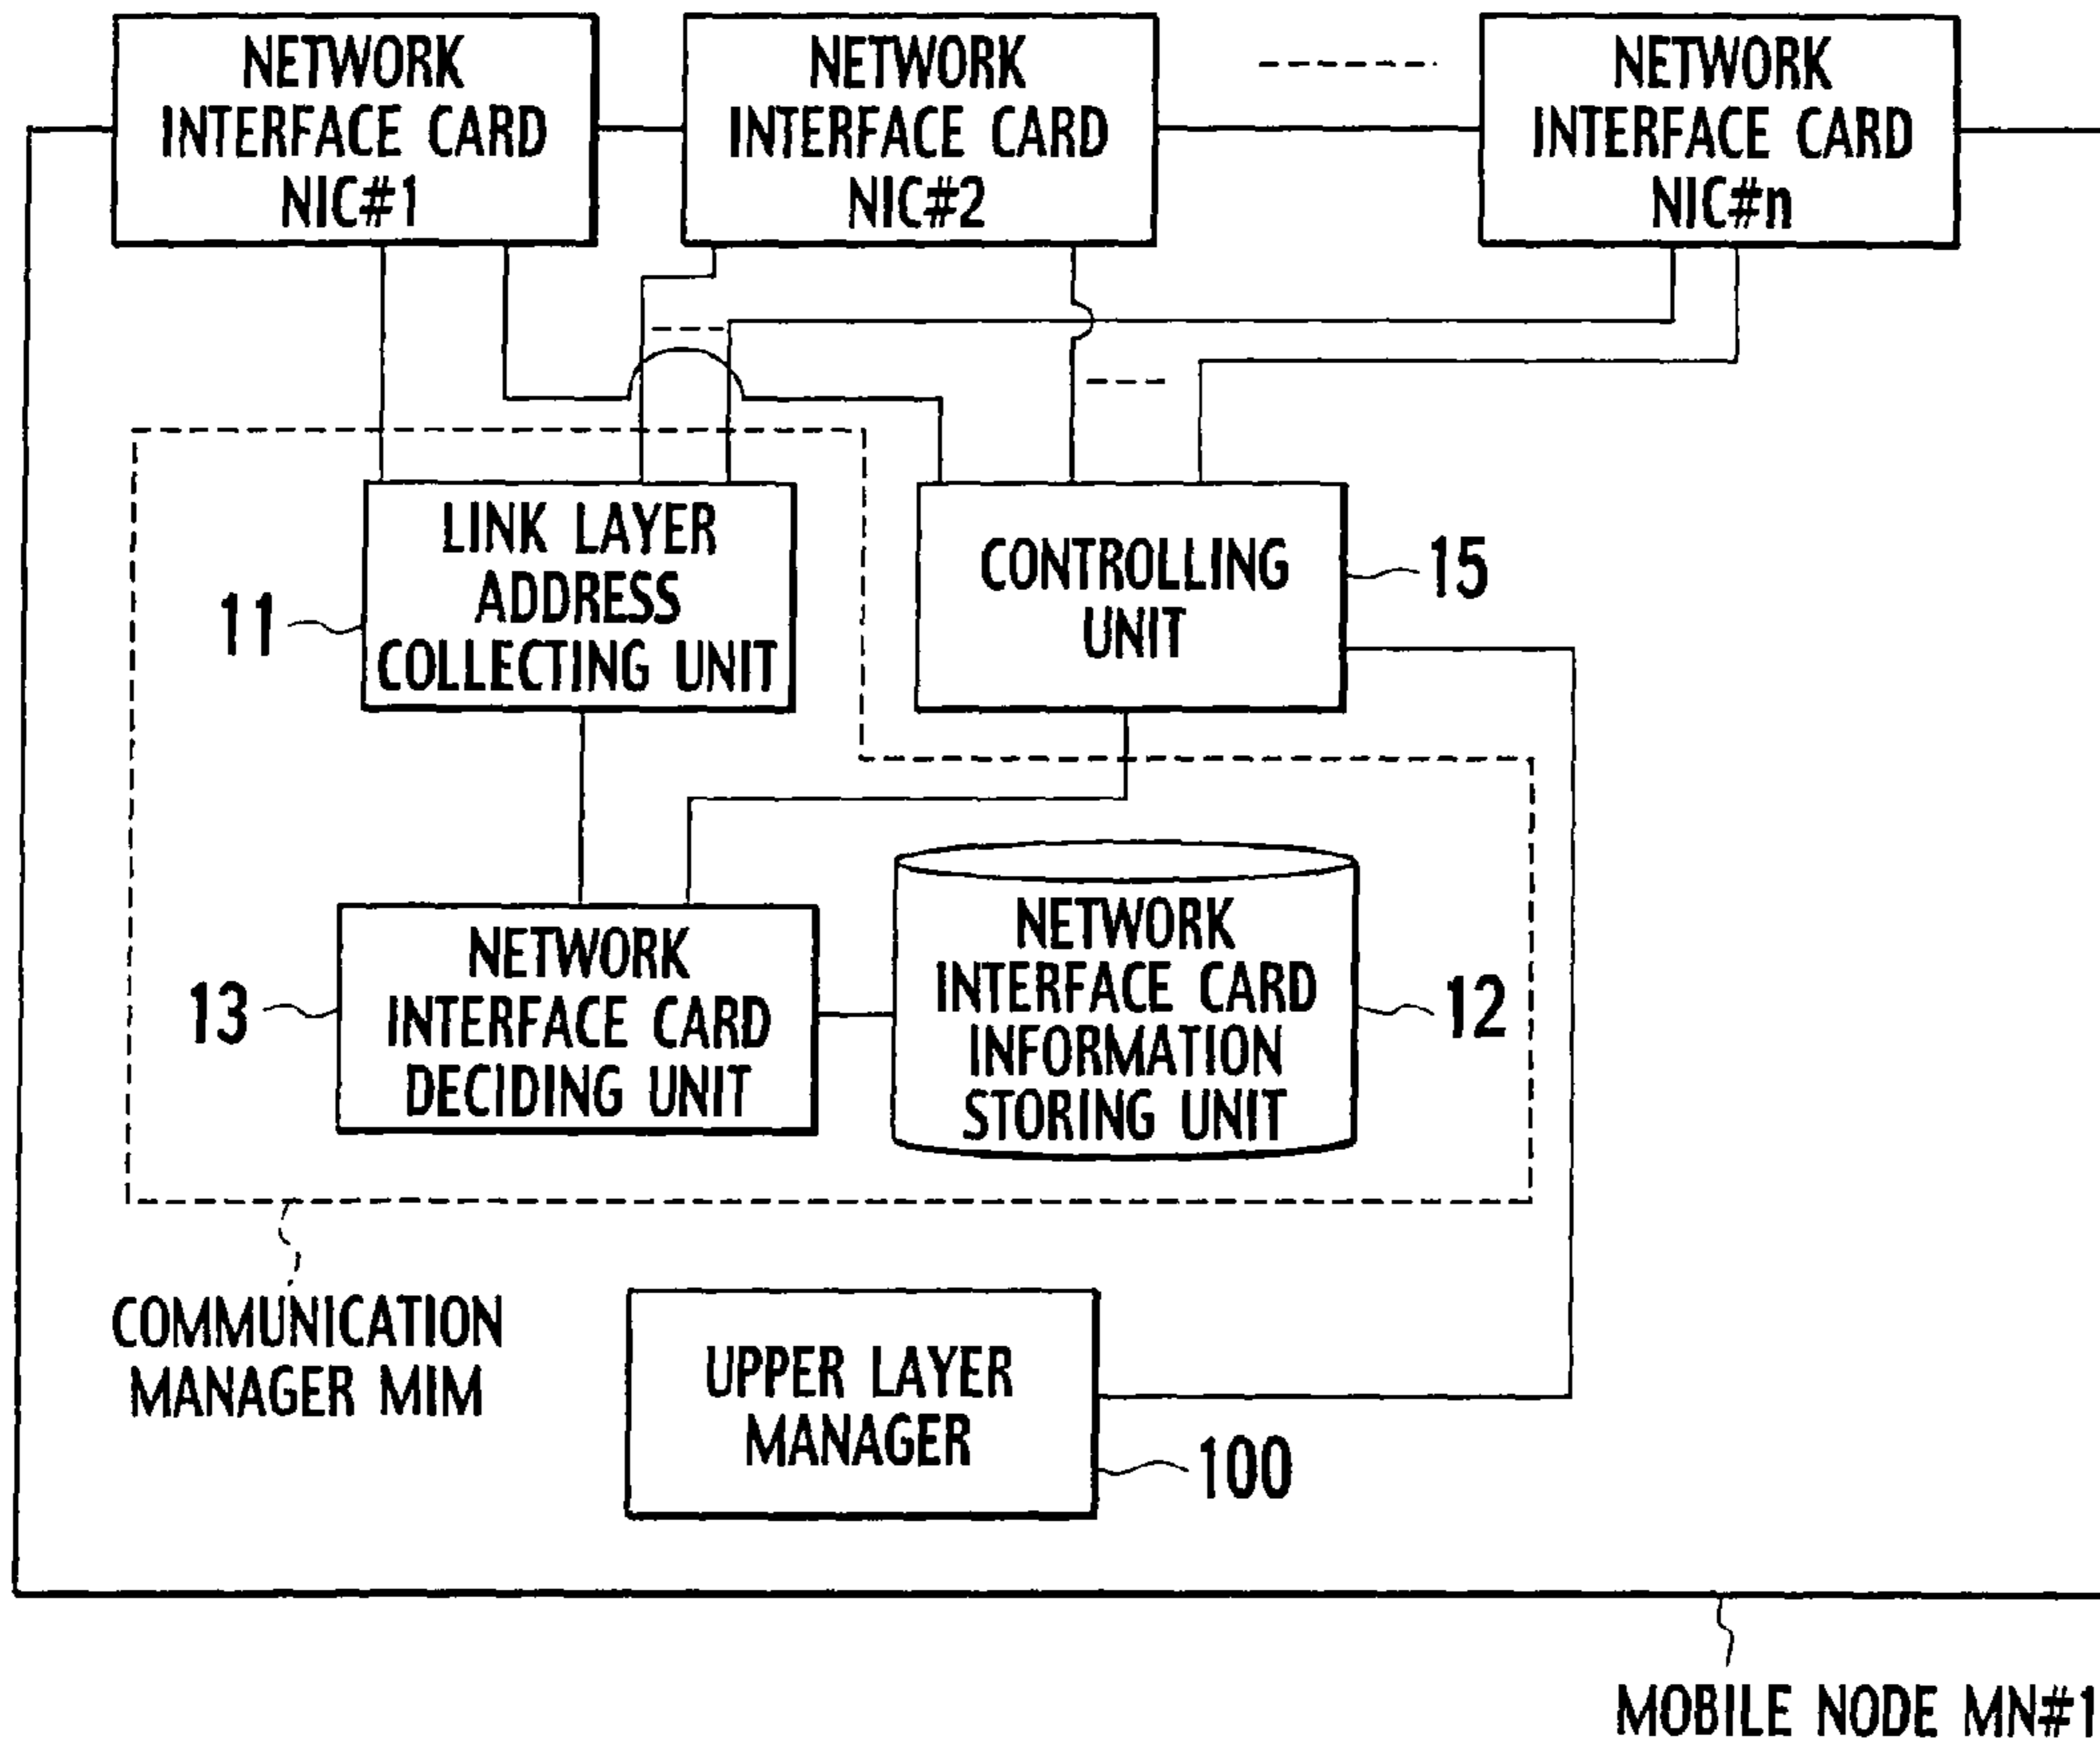 NETWORK
INTERFACE CARD
NIC#1
NETWORK
INTERFACE CARD
NIC#2
NETWORK
INTERFACE CARD
NIC#n
LINK LAYER
ADDRESS
COLLECTING UNIT
11
CONTROLLING
UNIT
15
NETWORK
INTERFACE CARD
DECIDING UNIT
13
NETWORK
INTERFACE CARD
INFORMATION
STORING UNIT
12
COMMUNICATION
MANAGER MIM
UPPER LAYER
MANAGER
100
MOBILE NODE MN#1